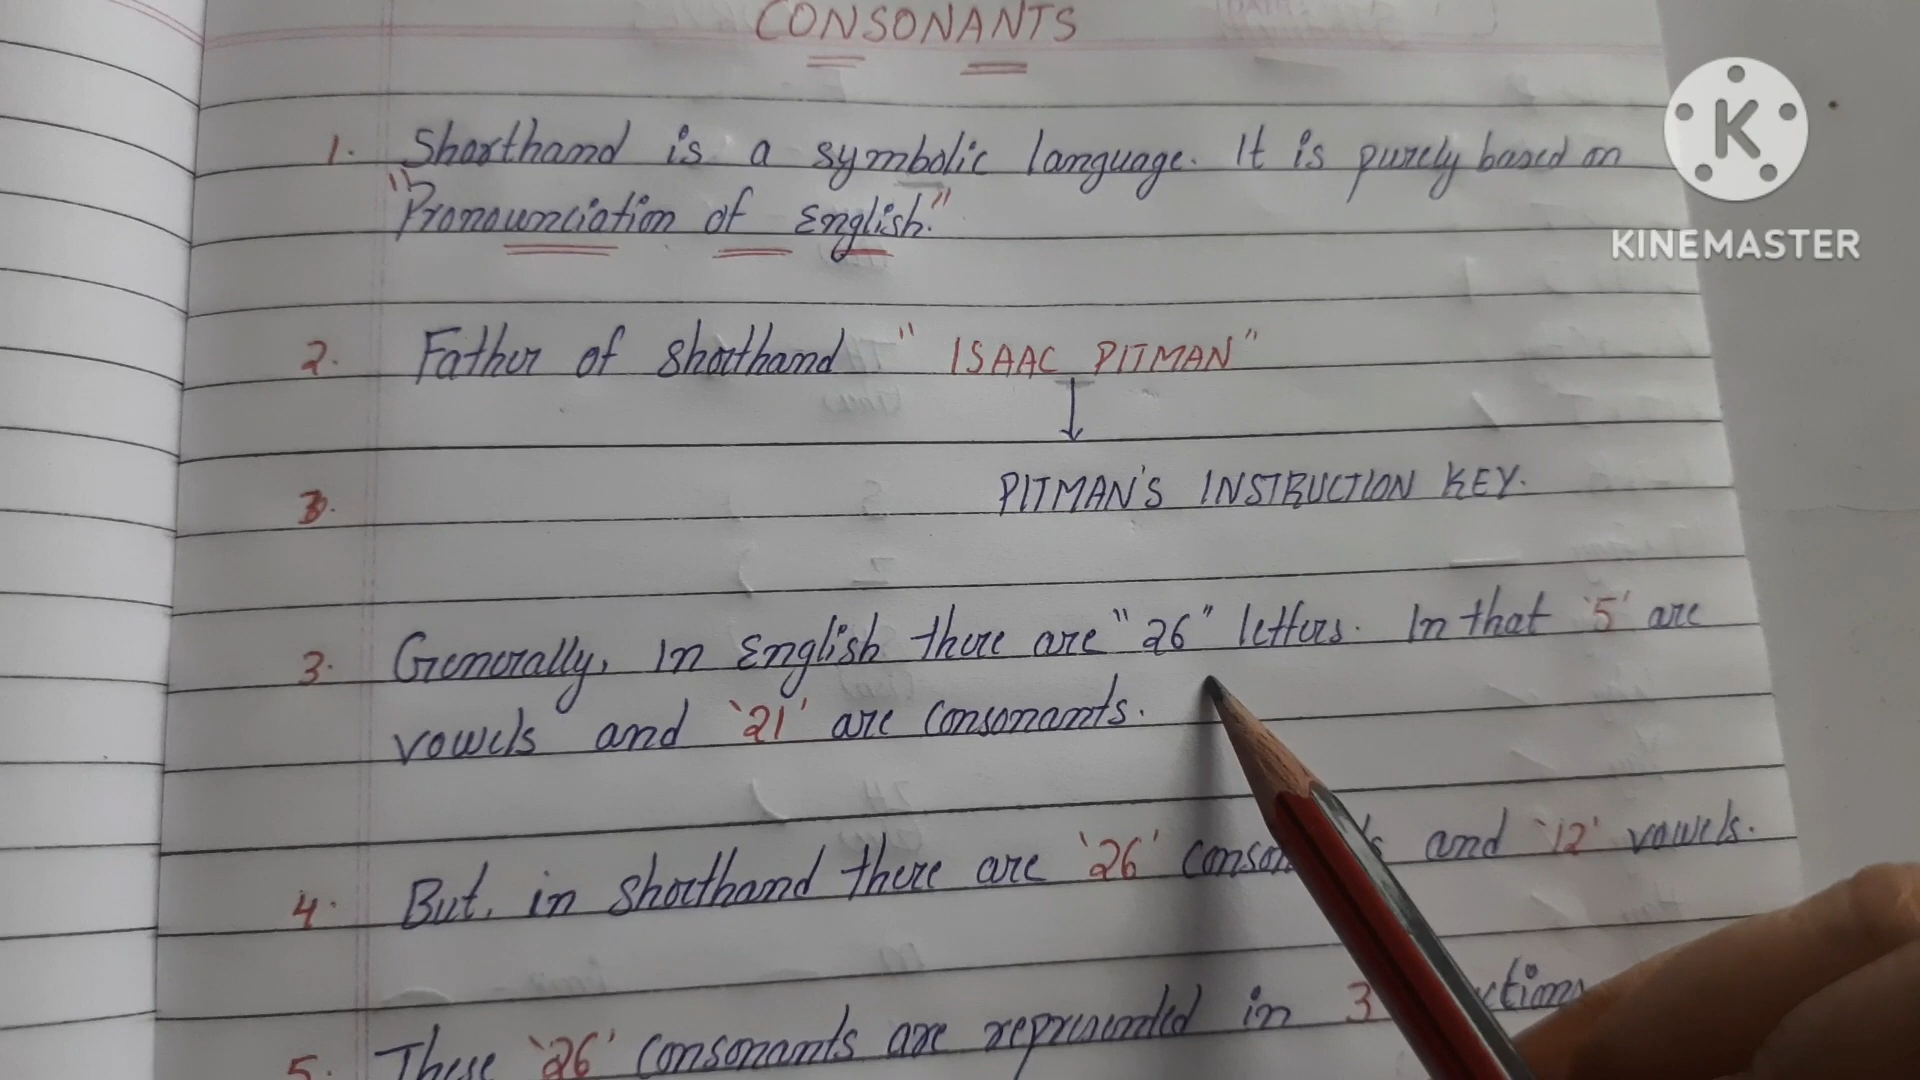 CONSONANTS
1. Shorthand is a symbolic language. It is purely based on
"Pronounciation of English."
2. Father of Shorthand "ISAAC PITMAN"
3. PITMAN'S INSTRUCTION KEY.
3. Generally, In English there are "26" letters. In that '5' are
vowels and '21' are consonants.
4. But, in Shorthand there are '26' and '12' vowels.
5. These '26' consonants are represented in 3
K
KINEMASTER